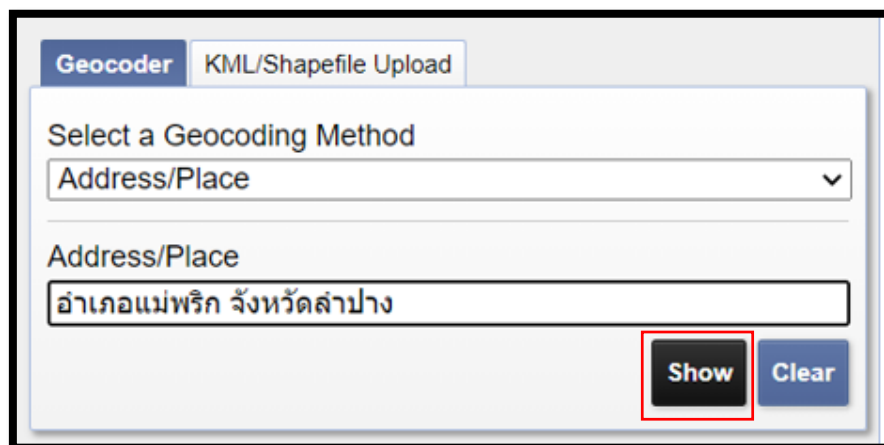 Geocoder KML/Shapefile Upload
Select a Geocoding Method
Address/Place
Address/Place
อำเภอแม่พริก จังหวัดลำปาง
Show Clear